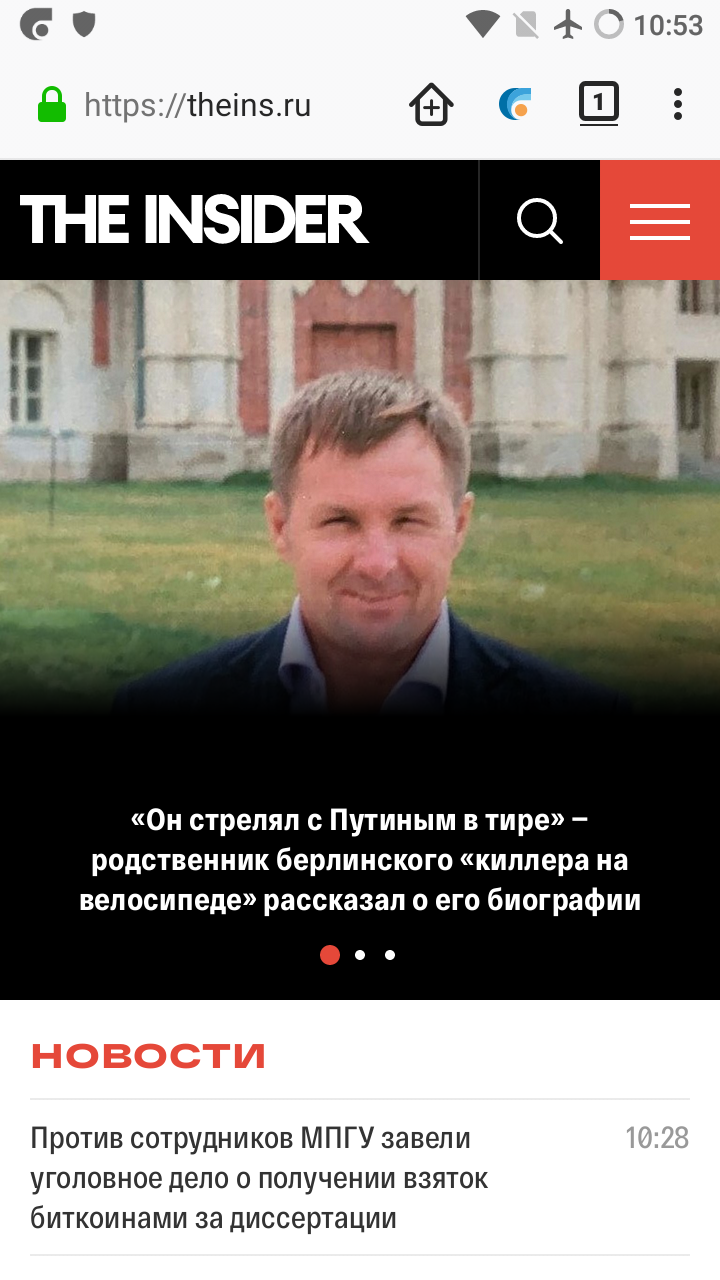 10:53
https://theins.ru
1
THE INSIDER
«Он стрелял с Путиным в тире» –
родственник берлинского «киллера на
велосипеде» рассказал о его биографии
НОВОСТИ
Против сотрудников МПГУ завели 10:28
уголовное дело о получении взяток
биткоинами за диссертации